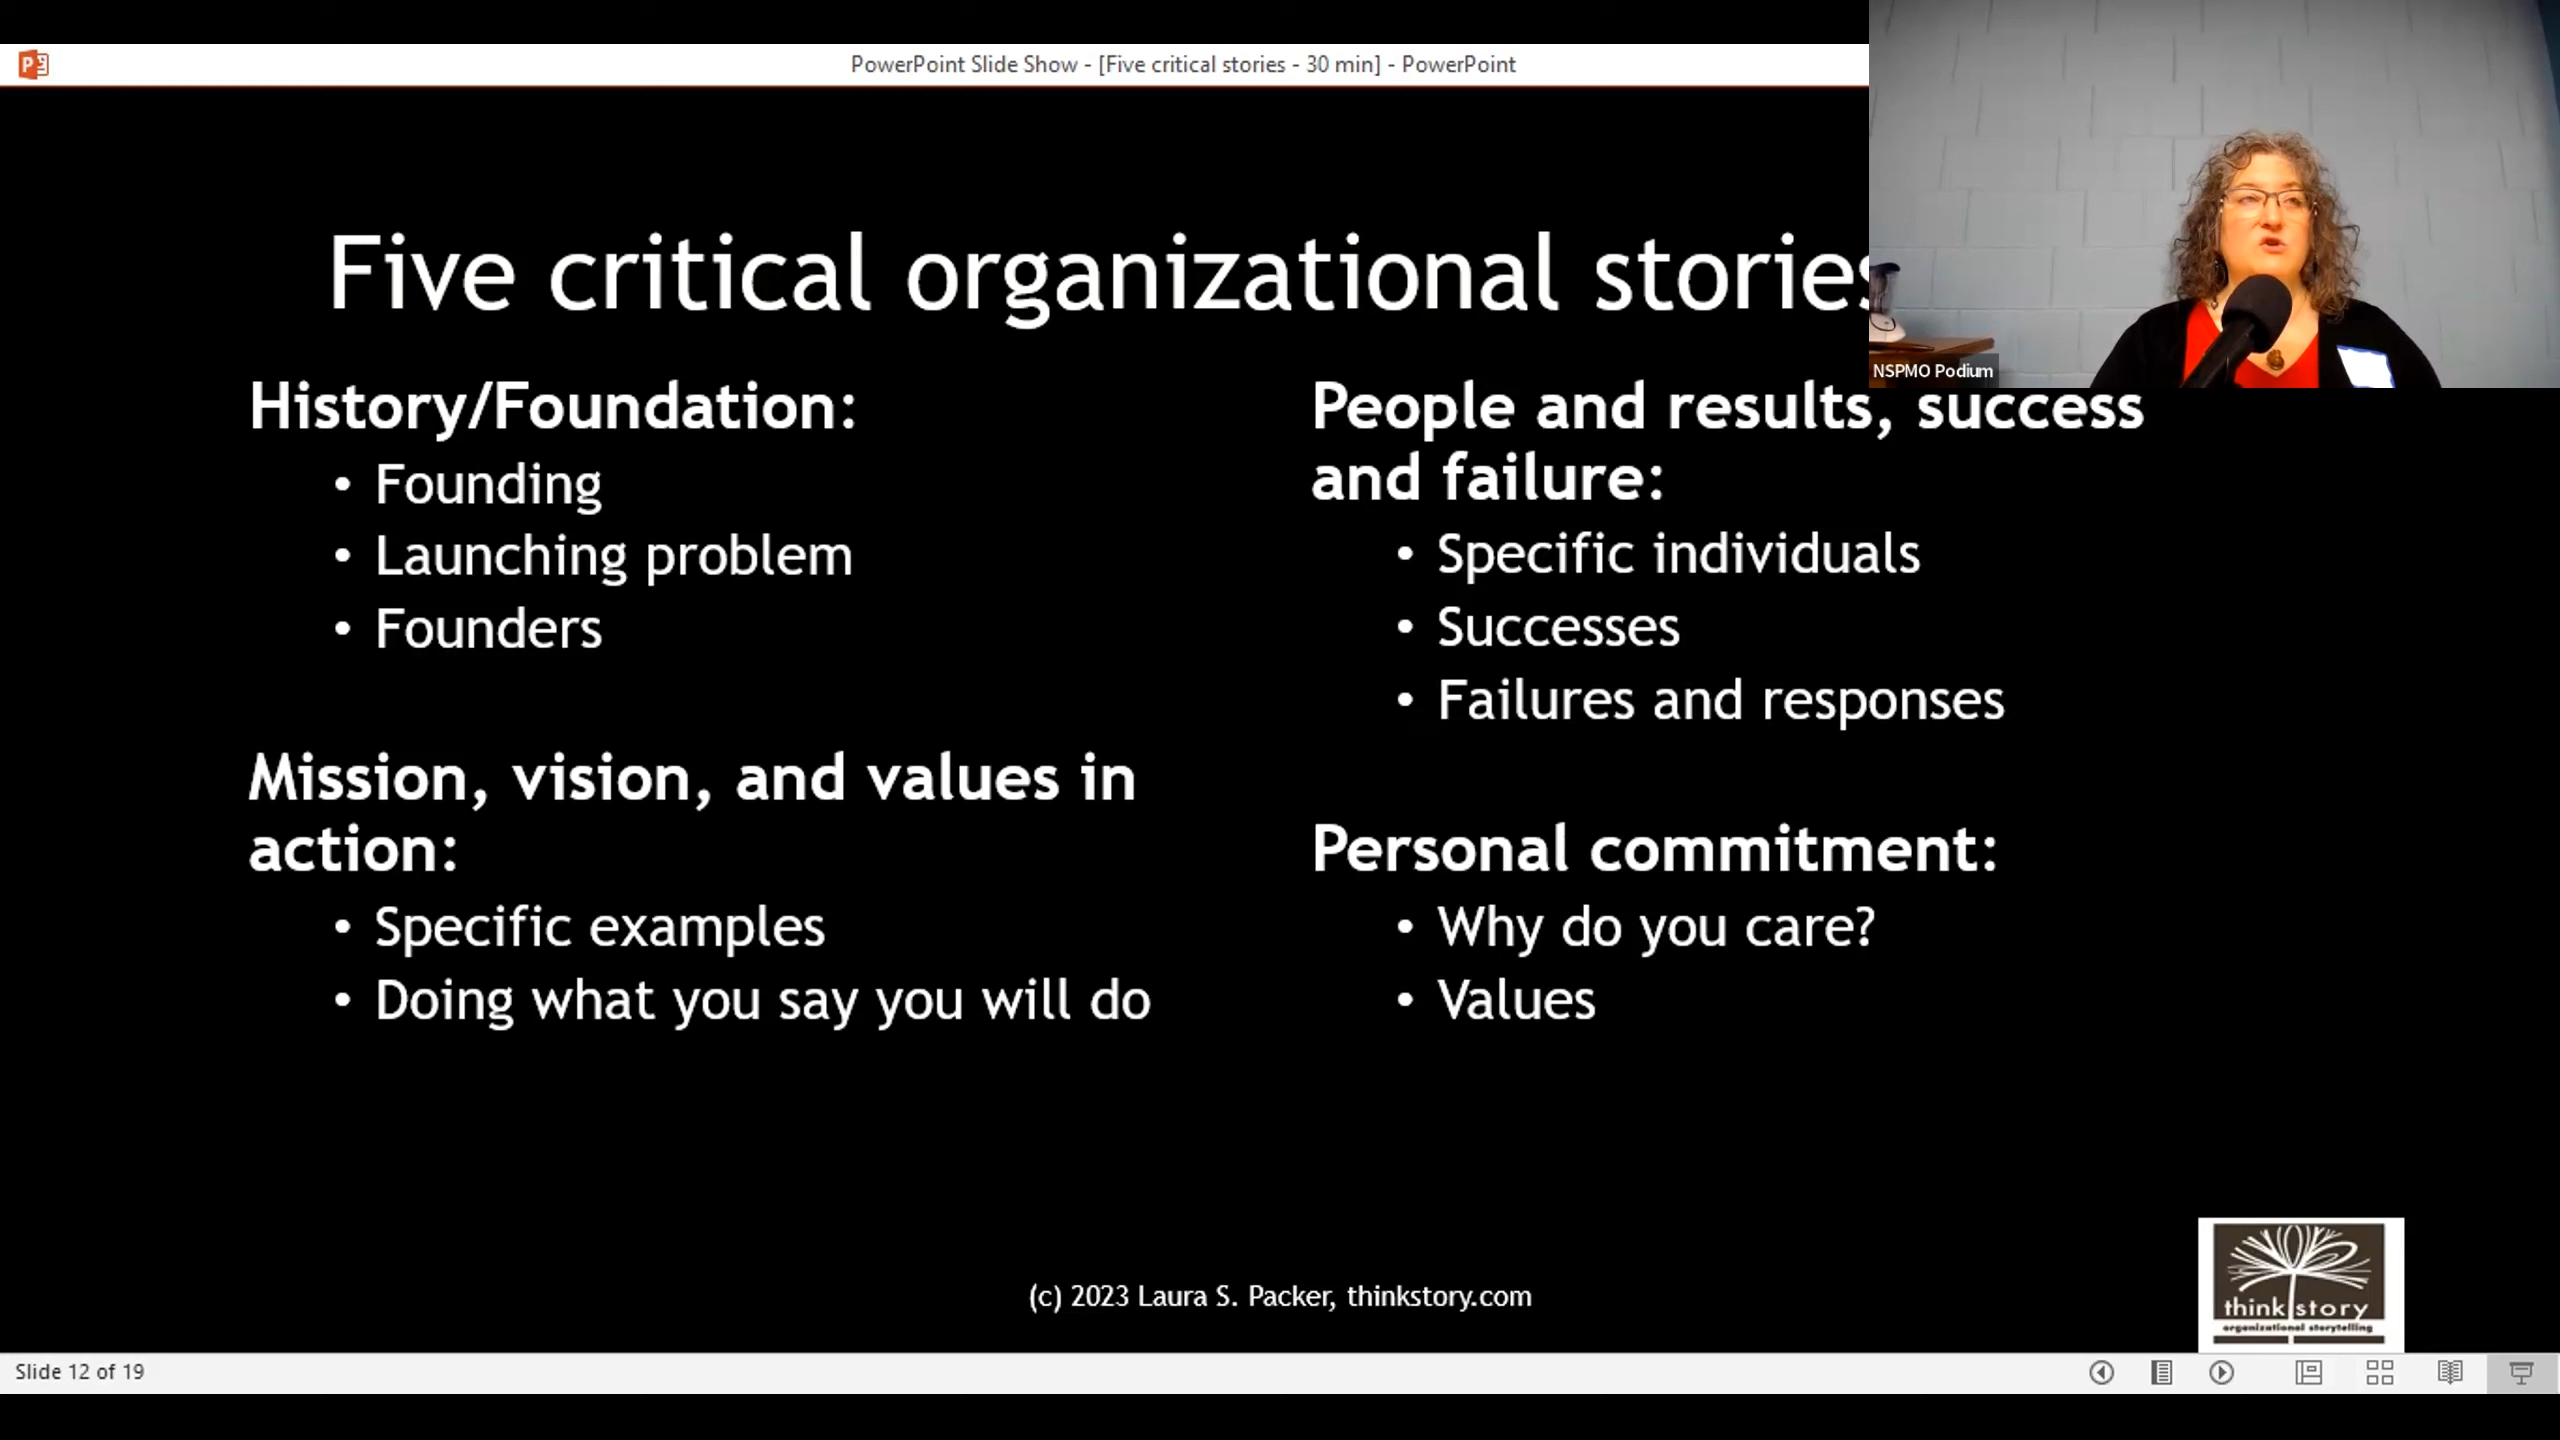 PowerPoint Slide Show - [Five critical stories - 30 min] - PowerPoint
NSPMO Podium
Five critical organizational stories
History/Foundation:
• Founding
• Launching problem
• Founders
Mission, vision, and values in
action:
• Specific examples
• Doing what you say you will do
People and results, success
and failure:
• Specific individuals
• Successes
• Failures and responses
Personal commitment:
• Why do you care?
• Values
(c) 2023 Laura S. Packer, thinkstory.com
think story
organizational storytelling
Slide 12 of 19